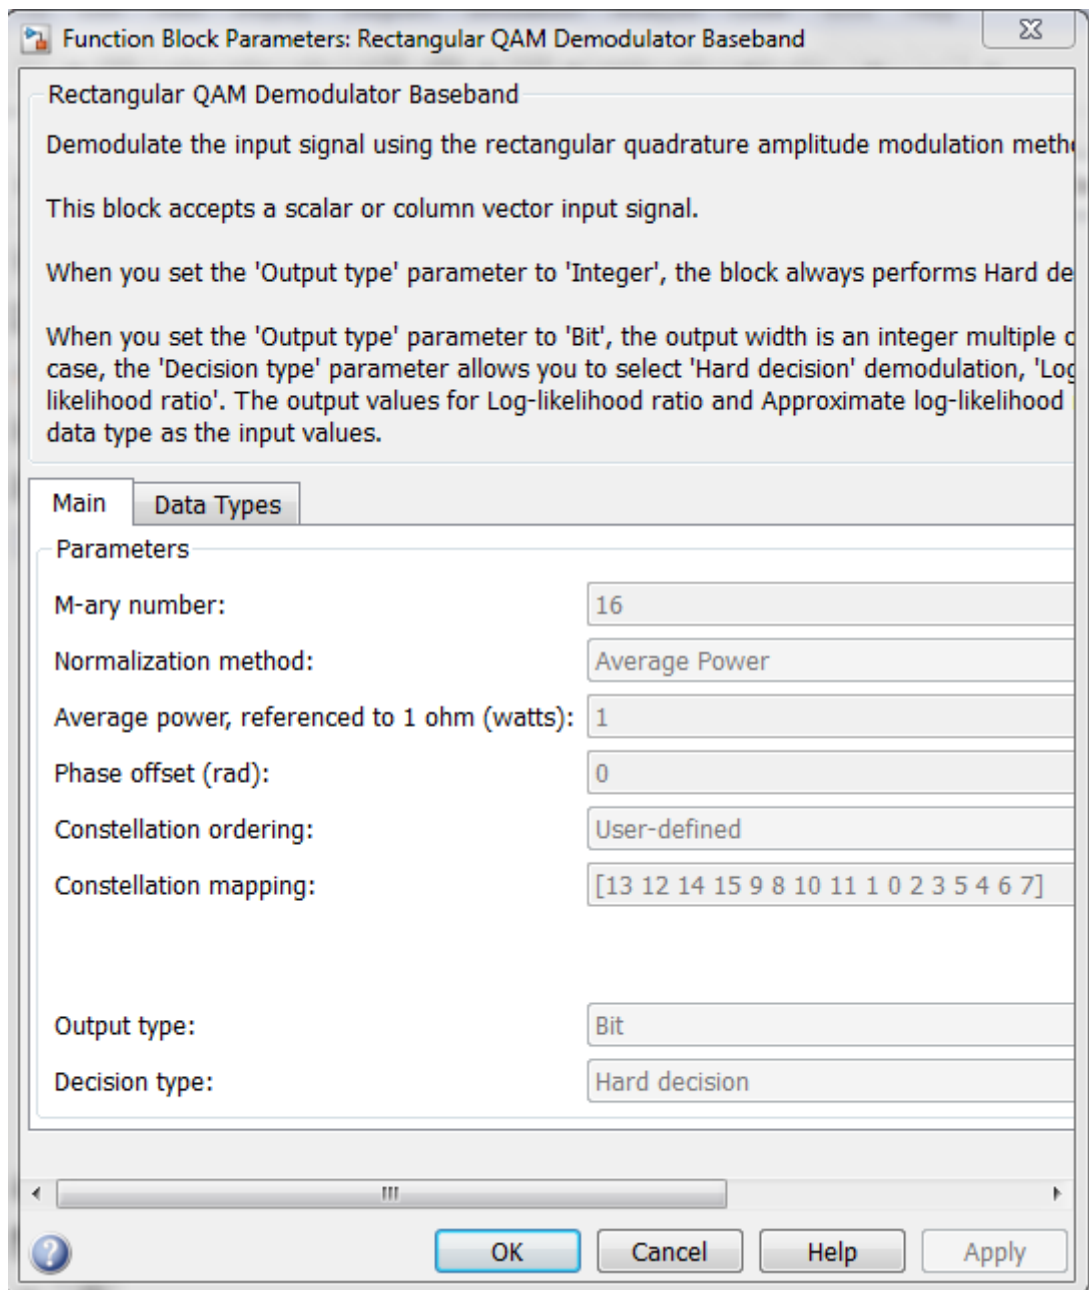 Function Block Parameters: Rectangular QAM Demodulator Baseband
Rectangular QAM Demodulator Baseband
Demodulate the input signal using the rectangular quadrature amplitude modulation meth
This block accepts a scalar or column vector input signal.
When you set the 'Output type' parameter to 'Integer', the block always performs Hard de
When you set the 'Output type' parameter to 'Bit', the output width is an integer multiple o
case, the 'Decision type' parameter allows you to select 'Hard decision' demodulation, 'Log
likelihood ratio'. The output values for Log-likelihood ratio and Approximate log-likelihood
data type as the input values.
Main Data Types
Parameters
M-ary number: 16
Normalization method: Average Power
Average power, referenced to 1 ohm (watts): 1
Phase offset (rad): 0
Constellation ordering: User-defined
Constellation mapping: [13 12 14 15 9 8 10 11 1 0 2 3 5 4 6 7]
Output type: Bit
Decision type: Hard decision
OK Cancel Help Apply